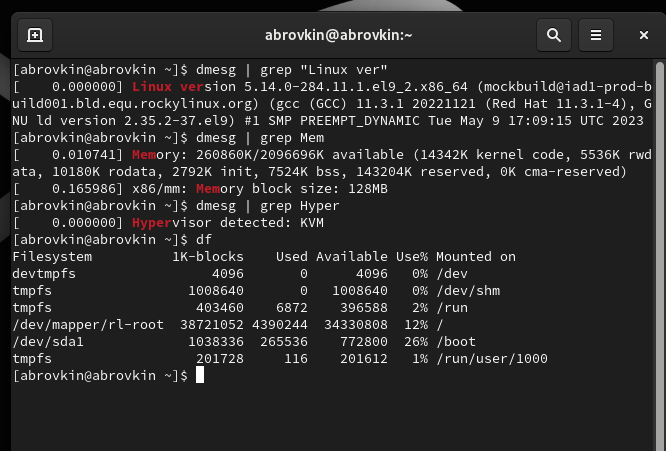 abrovkin@abrovkin:~
[abrovkin@abrovkin ~]$ dmesg | grep "Linux ver"
[    0.000000] Linux version 5.14.0-284.11.1.el9_2.x86_64 (mockbuild@iad1-prod-b
uild001.bld.equ.rockylinux.org) (gcc (GCC) 11.3.1 20221121 (Red Hat 11.3.1-4), G
NU ld version 2.35.2-37.el9) #1 SMP PREEMPT_DYNAMIC Tue May 9 17:09:15 UTC 2023
[abrovkin@abrovkin ~]$ dmesg | grep Mem
[    0.010741] Memory: 260860K/2096696K available (14342K kernel code, 5536K rwd
ata, 10180K rodata, 2792K init, 7524K bss, 143204K reserved, 0K cma-reserved)
[    0.165986] x86/mm: Memory block size: 128MB
[abrovkin@abrovkin ~]$ dmesg | grep Hyper
[    0.000000] Hypervisor detected: KVM
[abrovkin@abrovkin ~]$ df
Filesystem          1K-blocks    Used Available Use% Mounted on
devtmpfs                 4096       0      4096   0% /dev
tmpfs                 1008640       0   1008640   0% /dev/shm
tmpfs                  403460    6872    396588   2% /run
/dev/mapper/rl-root  38721052 4390244  34330808  12% /
/dev/sda1             1038336  265536    772800  26% /boot
tmpfs                  201728     116    201612   1% /run/user/1000
[abrovkin@abrovkin ~]$